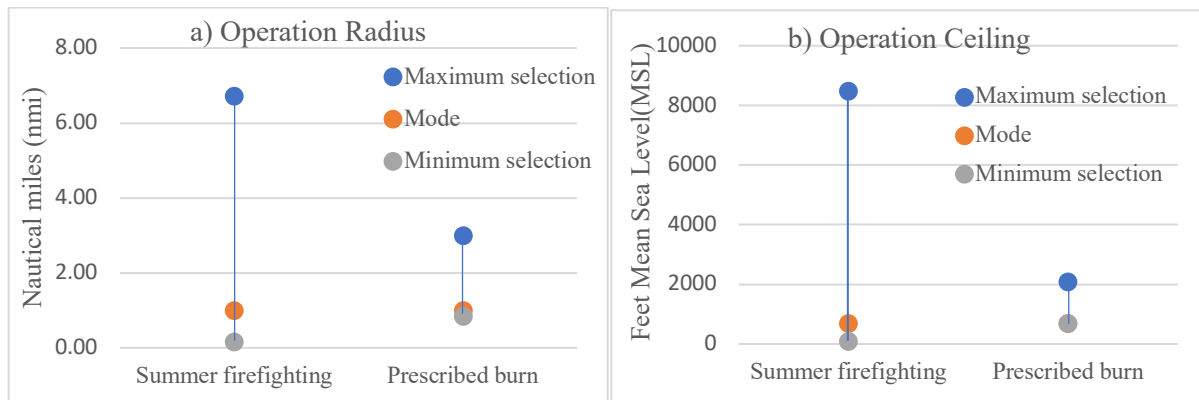 a) Operation Radius
Nautical miles (nmi)
8.00
6.00
4.00
2.00
0.00
Maximum selection
Mode
Minimum selection
Summer firefighting
Prescribed burn
b) Operation Ceiling
Feet Mean Sea Level(MSL)
10000
8000
6000
4000
2000
0
Maximum selection
Mode
Minimum selection
Summer firefighting
Prescribed burn